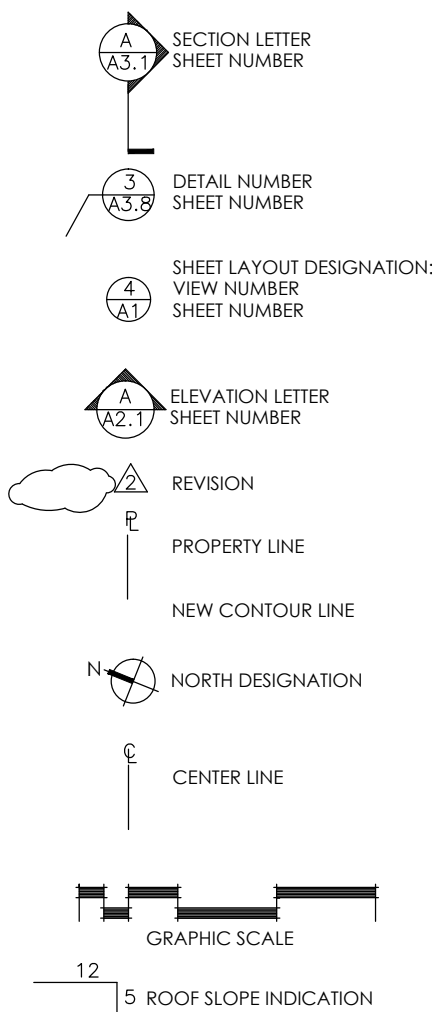 A
A3.1
SECTION LETTER
SHEET NUMBER
3
A3.8
DETAIL NUMBER
SHEET NUMBER
SHEET LAYOUT DESIGNATION:
4
A1
VIEW NUMBER
SHEET NUMBER
A
A2.1
ELEVATION LETTER
SHEET NUMBER
2
REVISION
PL
PROPERTY LINE
NEW CONTOUR LINE
N
NORTH DESIGNATION
CL
CENTER LINE
GRAPHIC SCALE
12
5
ROOF SLOPE INDICATION